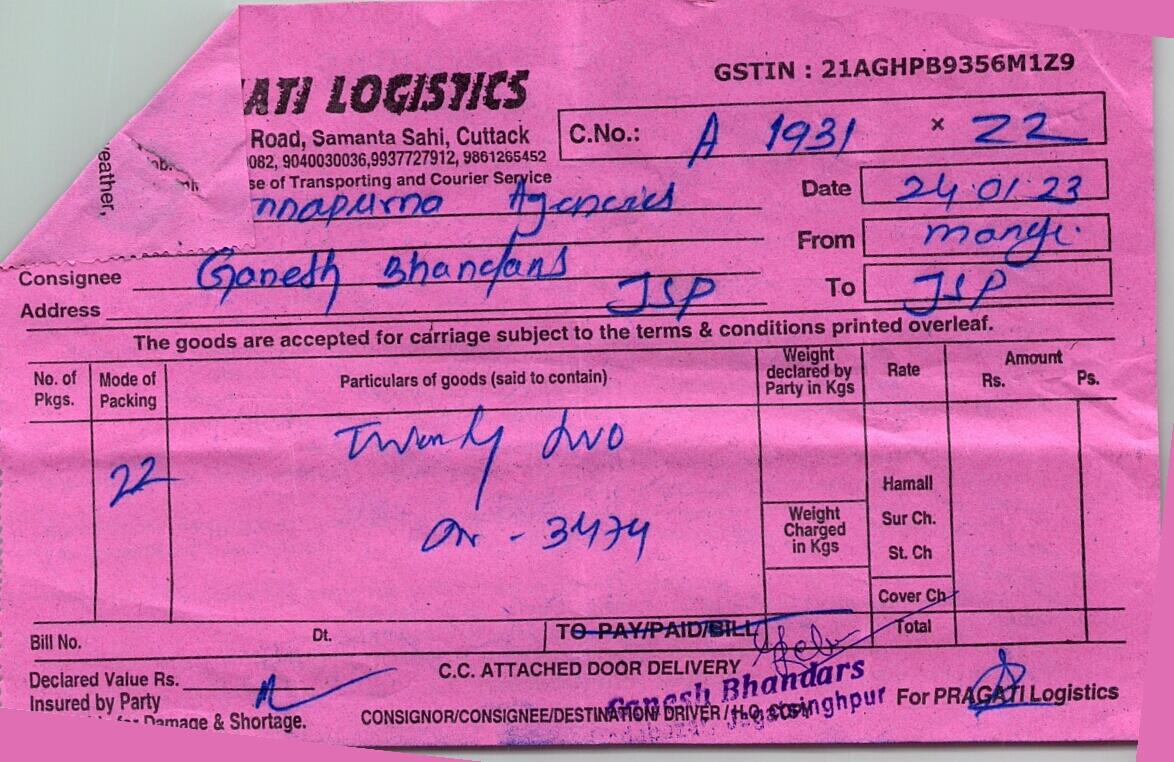 ATI LOGISTICS
GSTIN : 21AGHPB9356M1Z9
Road, Samanta Sahi, Cuttack
082, 9040030036,9937727912, 9861265452
se of Transporting and Courier Service
C.No.: A 1931 x 22
eather,
nnapurna Agencies
Date 24.01.23
From
Consignee Ganesh Bhandars
Address JSP
To JSP
The goods are accepted for carriage subject to the terms & conditions printed overleaf.
No. of Pkgs. Mode of Packing Particulars of goods (said to contain) Weight declared by Party in Kgs Rate Amount Rs. Ps.
Twenty two
22
Hamall
Weight Charged in Kgs Sur Ch.
3474
St. Ch
Cover Ch
Bill No. Dt. TO PAY/PAID/BILL Total
Declared Value Rs. C.C. ATTACHED DOOR DELIVERY
Insured by Party
Ganesh Bhandars
For PRAGATI Logistics
for Damage & Shortage. CONSIGNOR/CONSIGNEE/DESTINATION/ DRIVER / H.O. COPY
Jagatsinghpur